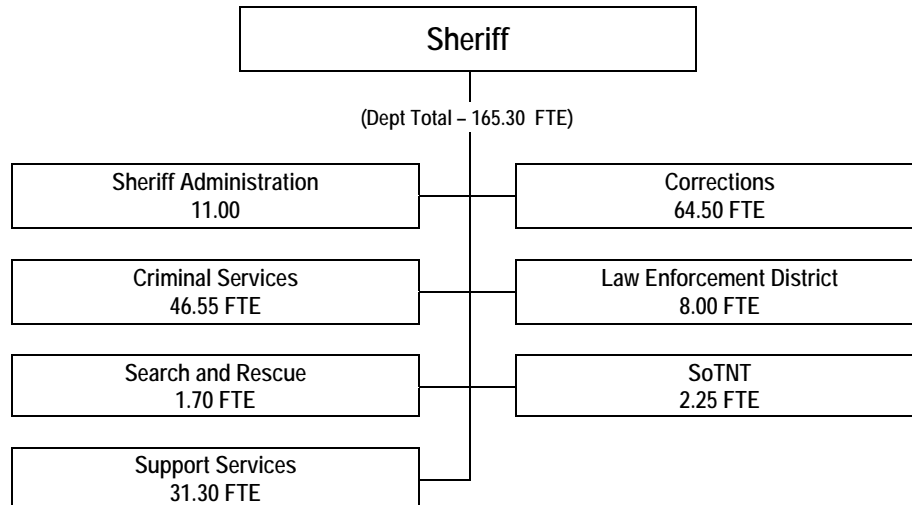 Sheriff
(Dept Total – 165.30 FTE)
Sheriff Administration
11.00
Corrections
64.50 FTE
Criminal Services
46.55 FTE
Law Enforcement District
8.00 FTE
Search and Rescue
1.70 FTE
SoTNT
2.25 FTE
Support Services
31.30 FTE